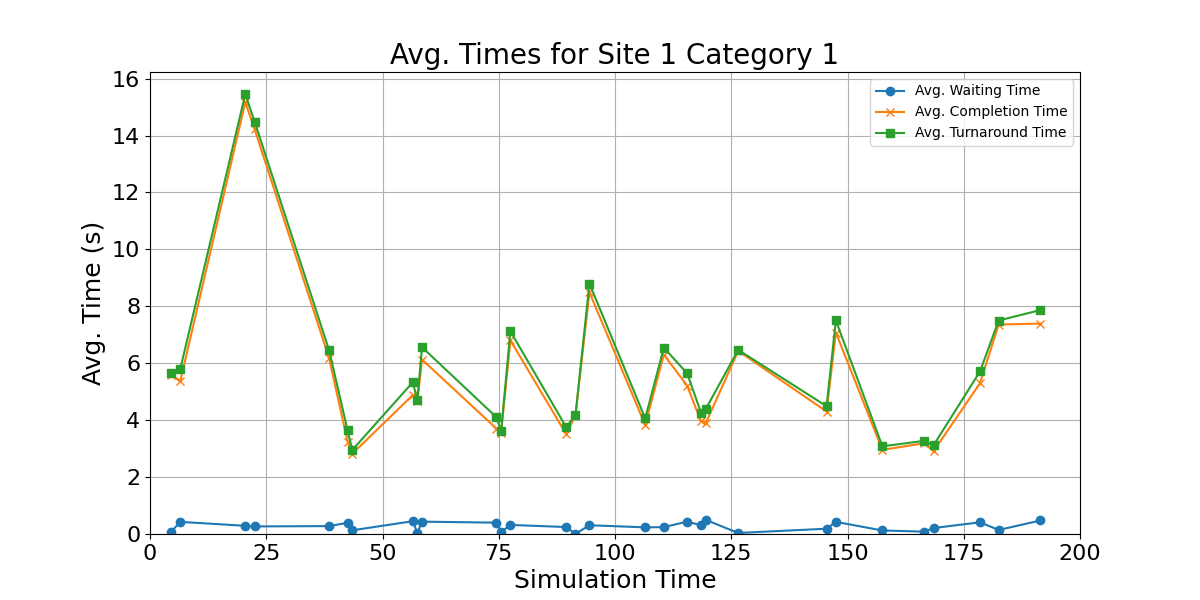 Avg. Times for Site 1 Category 1
Avg. Waiting Time
Avg. Completion Time
Avg. Turnaround Time
16
14
12
10
8
6
4
2
0
Avg. Time (s)
0 25 50 75 100 125 150 175 200
Simulation Time